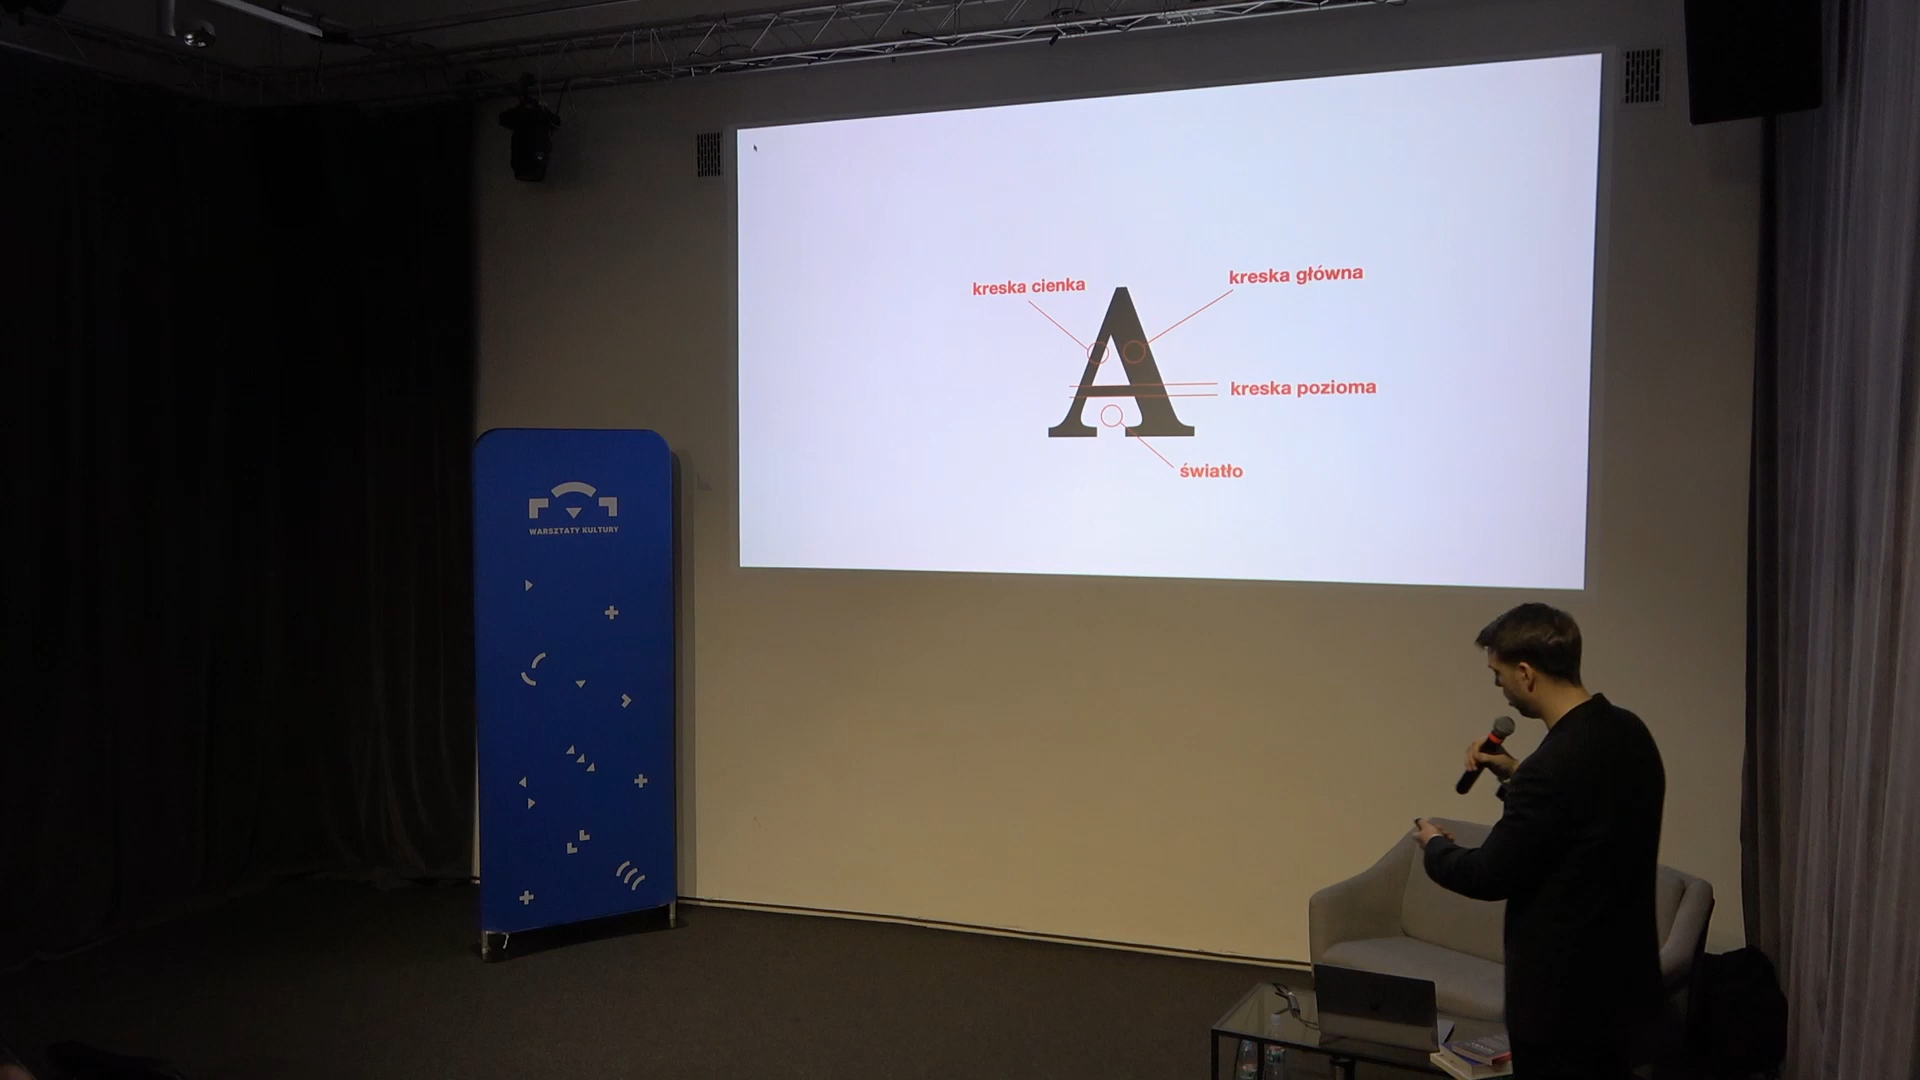 kreska cienka
kreska główna
A
kreska pozioma
światło
WARSZTATY KULTURY